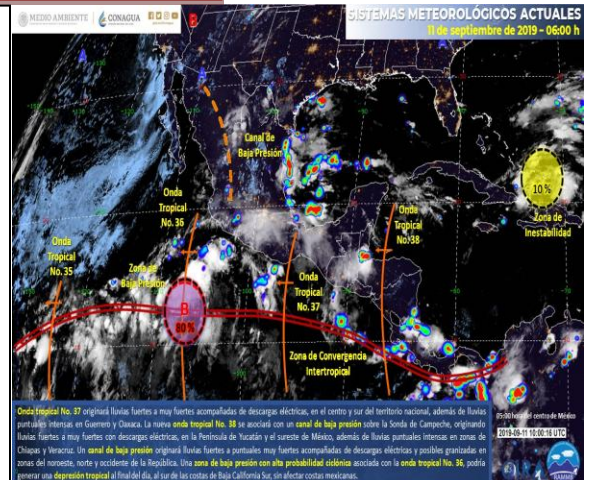 MEDIO AMBIENTE
CONAGUA
SISTEMAS METEOROLÓGICOS ACTUALES
11 de septiembre de 2019 – 06:00 h
B
A
A
Canal de
Baja Presión
Onda
Tropical
No. 36
Onda
Tropical
No. 38
10 %
Zona de
Inestabilidad
Onda
Tropical
No. 35
Zona de
Baja Presión
Onda
Tropical
No. 37
B
80 %
Zona de Convergencia
Intertropical
Onda tropical No. 37 originará lluvias fuertes a muy fuertes acompañadas de descargas eléctricas, en el centro y sur del territorio nacional, además de lluvias
puntuales intensas en Guerrero y Oaxaca. La nueva onda tropical No. 38 se asociará con un canal de baja presión sobre la Sonda de Campeche, originando
lluvias fuertes a muy fuertes con descargas eléctricas, en la Península de Yucatán y el sureste de México, además de lluvias puntuales intensas en zonas de
Chiapas y Veracruz. Un canal de baja presión originará lluvias fuertes a puntuales muy fuertes acompañadas de descargas eléctricas y posibles granizadas en
zonas del noroeste, norte y occidente de la República. Una zona de baja presión con alta probabilidad ciclónica asociada con la onda tropical No. 36, podría
generar una depresión tropical al final del día, al sur de las costas de Baja California Sur, sin afectar costas mexicanas.
05:00 hora del centro de México
2019-09-11 10:00:16 UTC
RAMMB